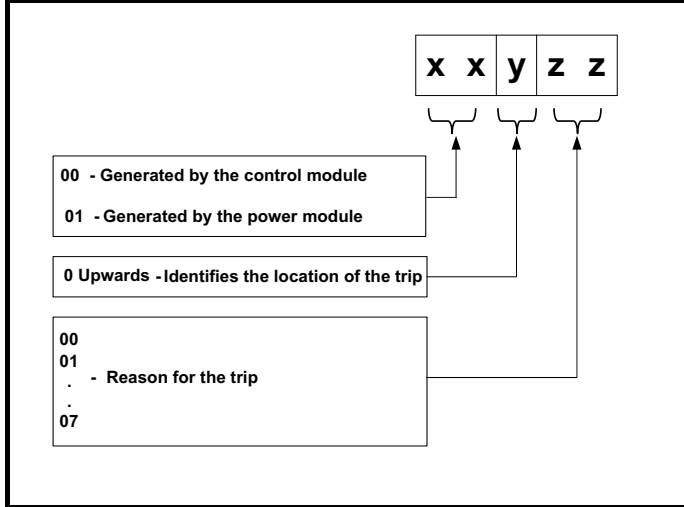 x x y z z
00 - Generated by the control module
01 - Generated by the power module
0 Upwards - Identifies the location of the trip
00
01
.
- Reason for the trip
.
07